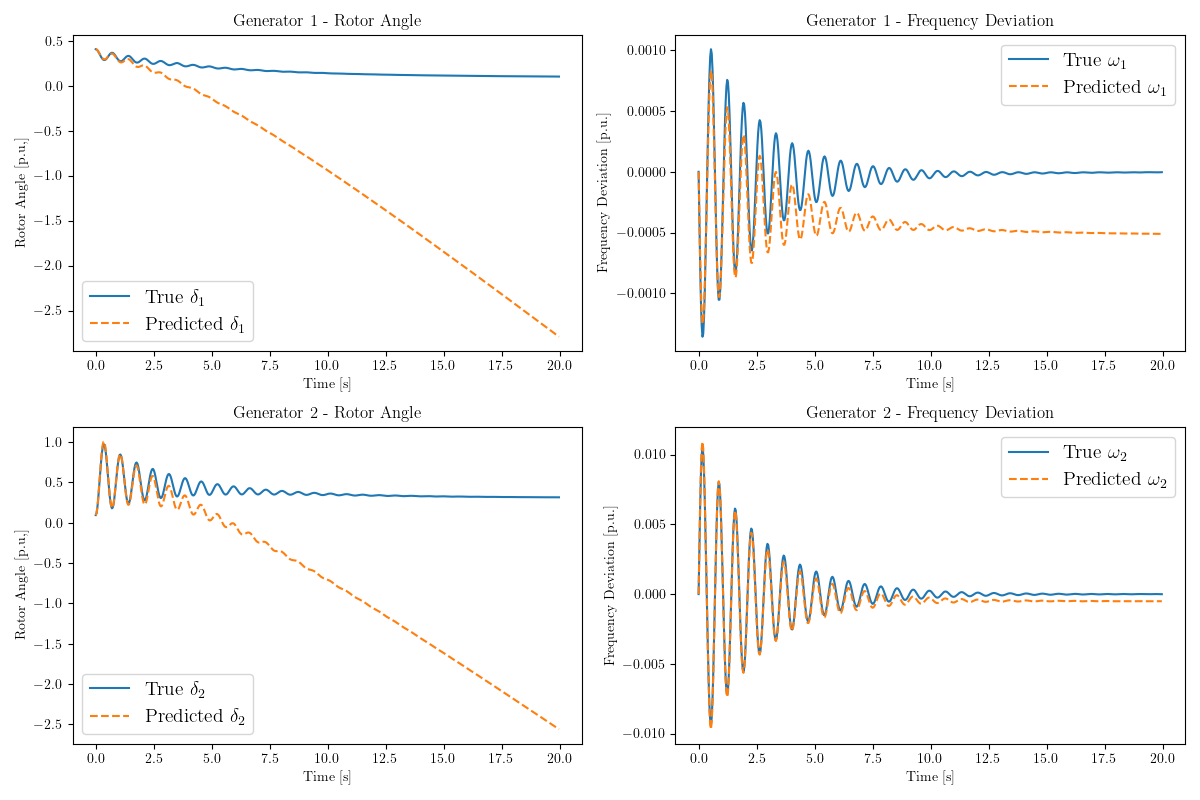 Generator 1 - Rotor Angle
Rotor Angle [p.u.]
0.5
0.0
−0.5
−1.0
−1.5
−2.0
−2.5
True δ₁
Predicted δ₁
0.0 2.5 5.0 7.5 10.0 12.5 15.0 17.5 20.0
Time [s]
Generator 1 - Frequency Deviation
Frequency Deviation [p.u.]
0.0010
0.0005
0.0000
−0.0005
−0.0010
True ω₁
Predicted ω₁
0.0 2.5 5.0 7.5 10.0 12.5 15.0 17.5 20.0
Time [s]
Generator 2 - Rotor Angle
Rotor Angle [p.u.]
1.0
0.5
0.0
−0.5
−1.0
−1.5
−2.0
−2.5
True δ₂
Predicted δ₂
0.0 2.5 5.0 7.5 10.0 12.5 15.0 17.5 20.0
Time [s]
Generator 2 - Frequency Deviation
Frequency Deviation [p.u.]
0.010
0.005
0.000
−0.005
−0.010
True ω₂
Predicted ω₂
0.0 2.5 5.0 7.5 10.0 12.5 15.0 17.5 20.0
Time [s]